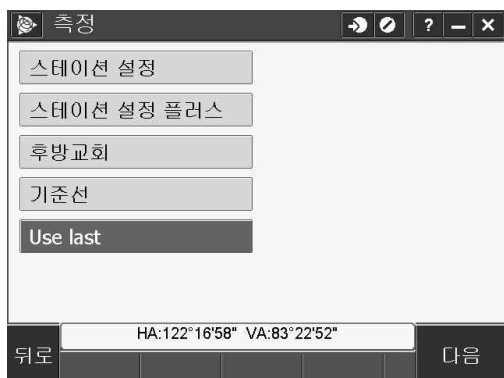 측정
? – ×
스테이션 설정
스테이션 설정 플러스
후방교회
기준선
Use last
HA:122°16'58" VA:83°22'52"
뒤로
다음